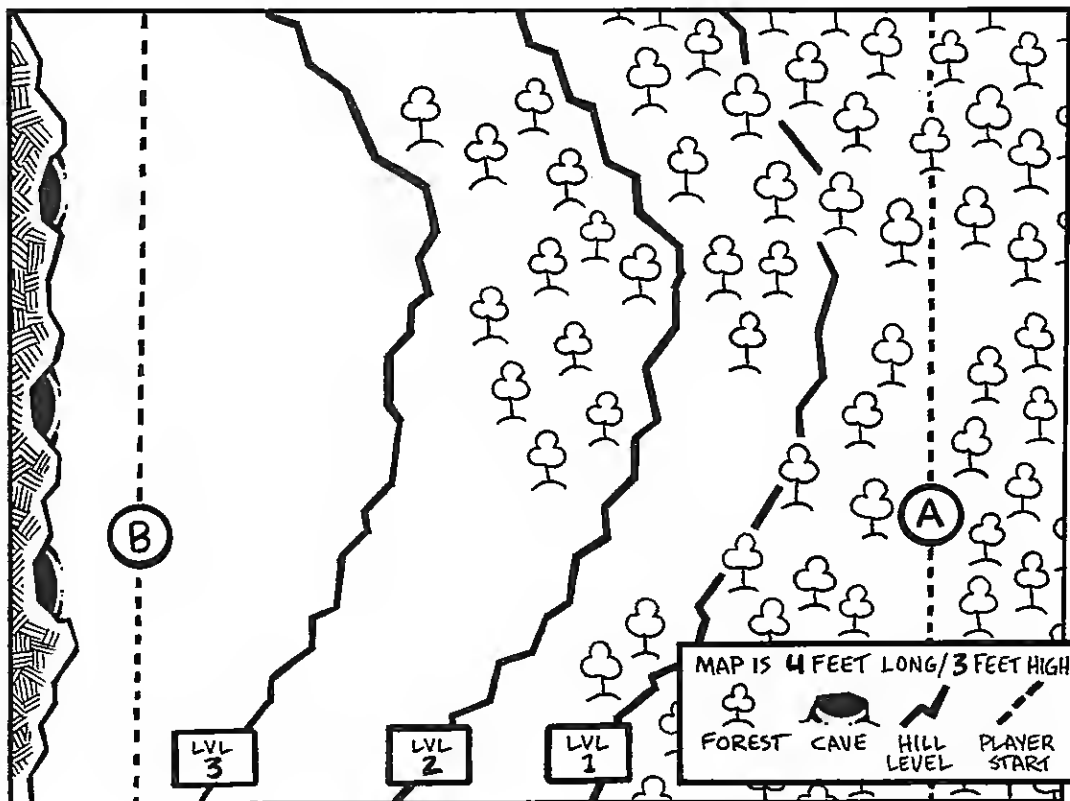 B
A
MAP IS 4 FEET LONG/3 FEET HIGH
FOREST
CAVE
HILL LEVEL
PLAYER START
LVL 3
LVL 2
LVL 1